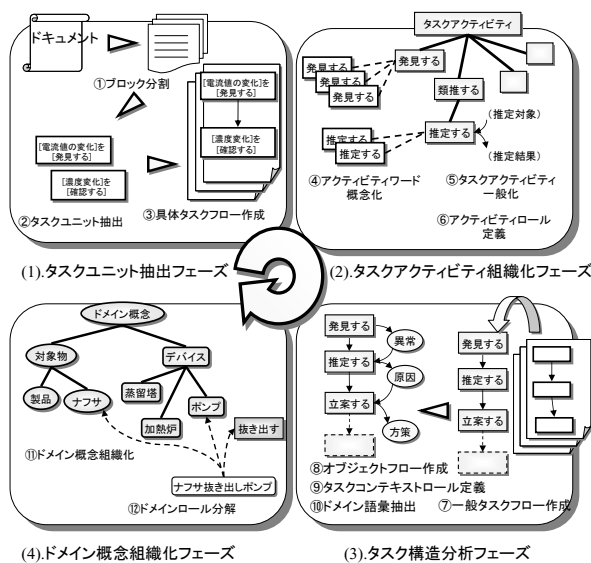 ドキュメント
①ブロック分割
[電流値の変化]を
[発見する]
[濃度変化]を
[確認する]
[電流値の変化]を
[発見する]
[濃度変化]を
[確認する]
②タスクユニット抽出
③具体タスクフロー作成
(1).タスクユニット抽出フェーズ
タスクアクティビティ
発見する
発見する
発見する
発見する
類推する
推定する
推定する
推定する
(推定対象)
(推定結果)
④アクティビティワード
概念化
⑤タスクアクティビティ
一般化
⑥アクティビティロール
定義
(2).タスクアクティビティ組織化フェーズ
ドメイン概念
対象物
デバイス
製品
ナフサ
蒸留塔
加熱炉
ポンプ
抜き出す
⑪ドメイン概念組織化
ナフサ抜き出しポンプ
⑫ドメインロール分解
(4).ドメイン概念組織化フェーズ
発見する
異常
推定する
原因
立案する
方策
発見する
推定する
立案する
⑧オブジェクトフロー作成
⑨タスクコンテキストロール定義
⑩ドメイン語彙抽出
⑦一般タスクフロー作成
(3).タスク構造分析フェーズ